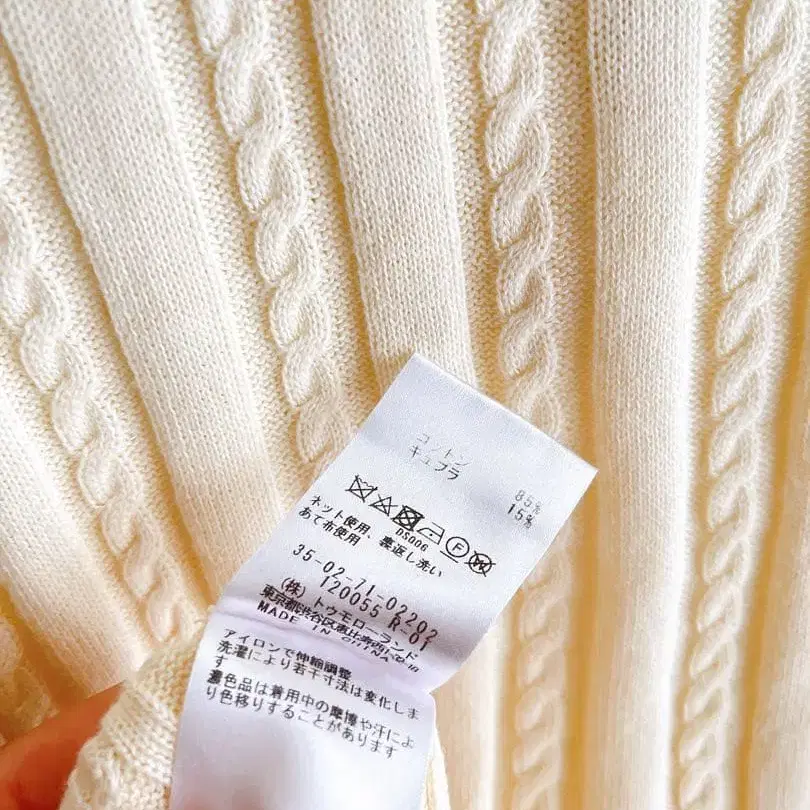 コットン 85%
キュプラ 15%
DS006
F W
ネット使用、裏返し洗い
あて布使用
35-02-71-02202
120055 R-81
(株)トゥモローランド
東京都渋谷区恵比寿西
MADE IN CHINA
アイロンで伸縮調整
洗濯により若干寸法は変化しま
す
濃色品は着用中の摩擦や汗によ
り色移りすることがあります